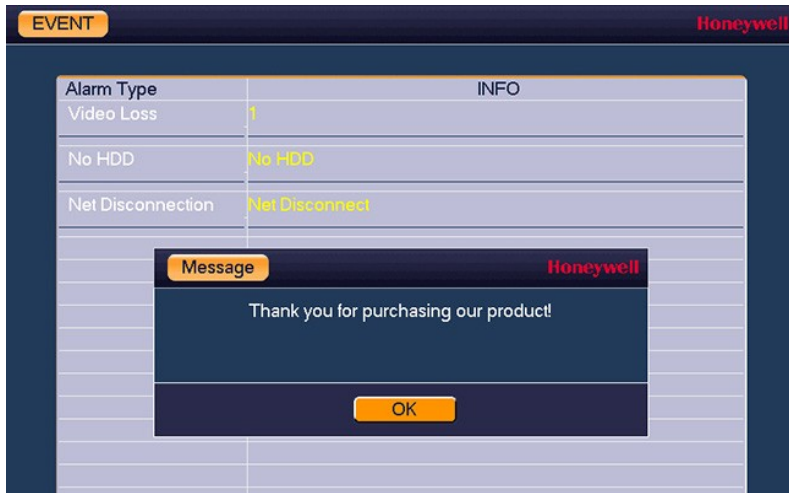 EVENT Honeywell
Alarm Type INFO
Video Loss 1
No HDD No HDD
Net Disconnection Net Disconnect
Message Honeywell
Thank you for purchasing our product!
OK